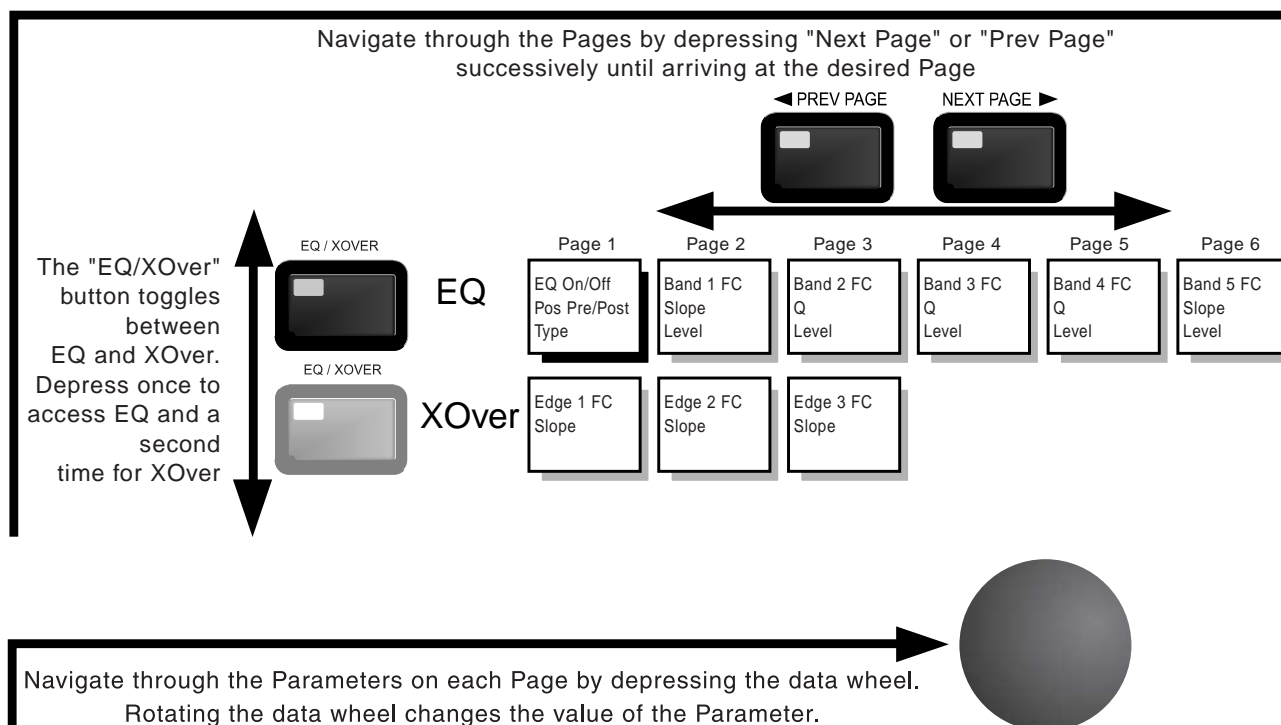 Navigate through the Pages by depressing "Next Page" or "Prev Page"
successively until arriving at the desired Page
◄ PREV PAGE
NEXT PAGE ►
The "EQ/XOver"
button toggles
between
EQ and XOver.
Depress once to
access EQ and a
second
time for XOver
EQ / XOVER
EQ
Page 1
EQ On/Off
Pos Pre/Post
Type
Page 2
Band 1 FC
Slope
Level
Page 3
Band 2 FC
Q
Level
Page 4
Band 3 FC
Q
Level
Page 5
Band 4 FC
Q
Level
Page 6
Band 5 FC
Slope
Level
EQ / XOVER
XOver
Edge 1 FC
Slope
Edge 2 FC
Slope
Edge 3 FC
Slope
Navigate through the Parameters on each Page by depressing the data wheel.
Rotating the data wheel changes the value of the Parameter.